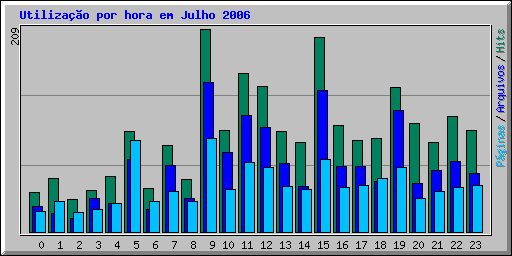 Utilização por hora em Julho 2006
209
Páginas / Arquivos / Hits
0 1 2 3 4 5 6 7 8 9 10 11 12 13 14 15 16 17 18 19 20 21 22 23